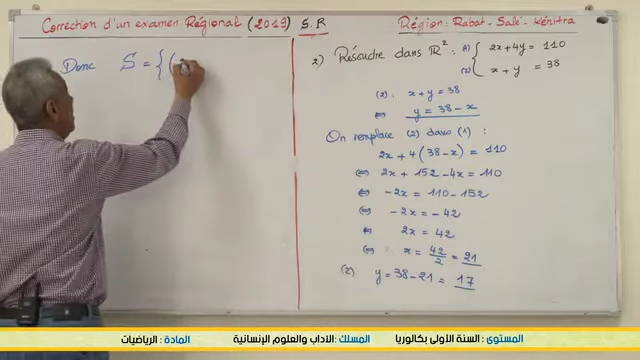 Correction d'un examen Régional (2019) S.R
Région: Rabat-Salé-Kénitra
Donc S = { (
2) Résoudre dans ℝ² : (1) { 2x + 4y = 110
(2) { x + y = 38
(2) : x + y = 38
⇔ y = 38 - x
On remplace (2) dans (1) :
2x + 4(38 - x) = 110
⇔ 2x + 152 - 4x = 110
⇔ -2x = 110 - 152
⇔ -2x = -42
⇔ 2x = 42
⇔ x = 42/2 = 21
(2) y = 38 - 21 = 17
المستوى : السنة الأولى بكالوريا المسلك :الآداب والعلوم الإنسانية المادة : الرياضيات